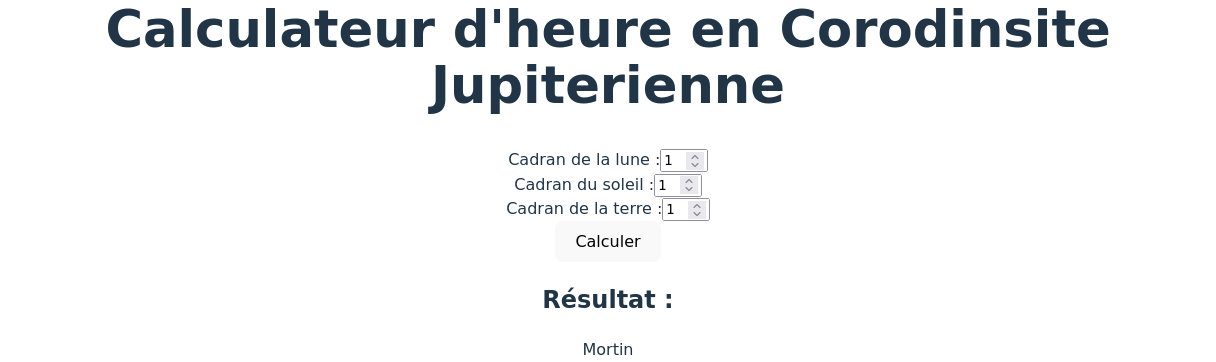 Calculateur d'heure en Corodinsite
Jupiterienne
Cadran de la lune : 1
Cadran du soleil : 1
Cadran de la terre : 1
Calculer
Résultat :
Mortin